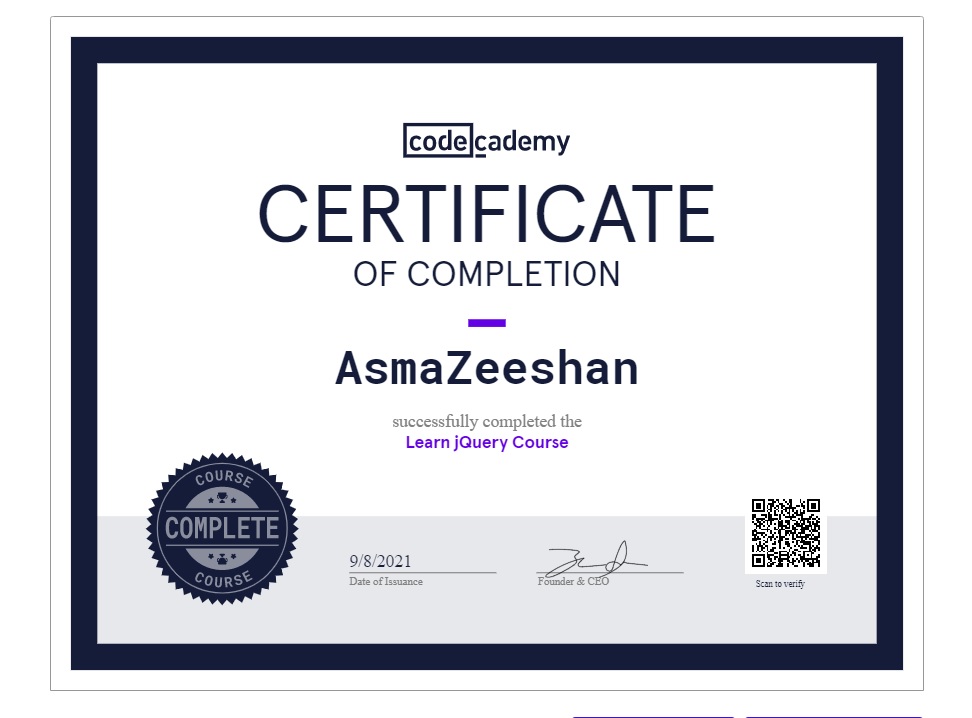 codecademy
CERTIFICATE
OF COMPLETION
AsmaZeeshan
successfully completed the
Learn jQuery Course
COURSE
COMPLETE
COURSE
9/8/2021
Date of Issuance
Founder & CEO
Scan to verify